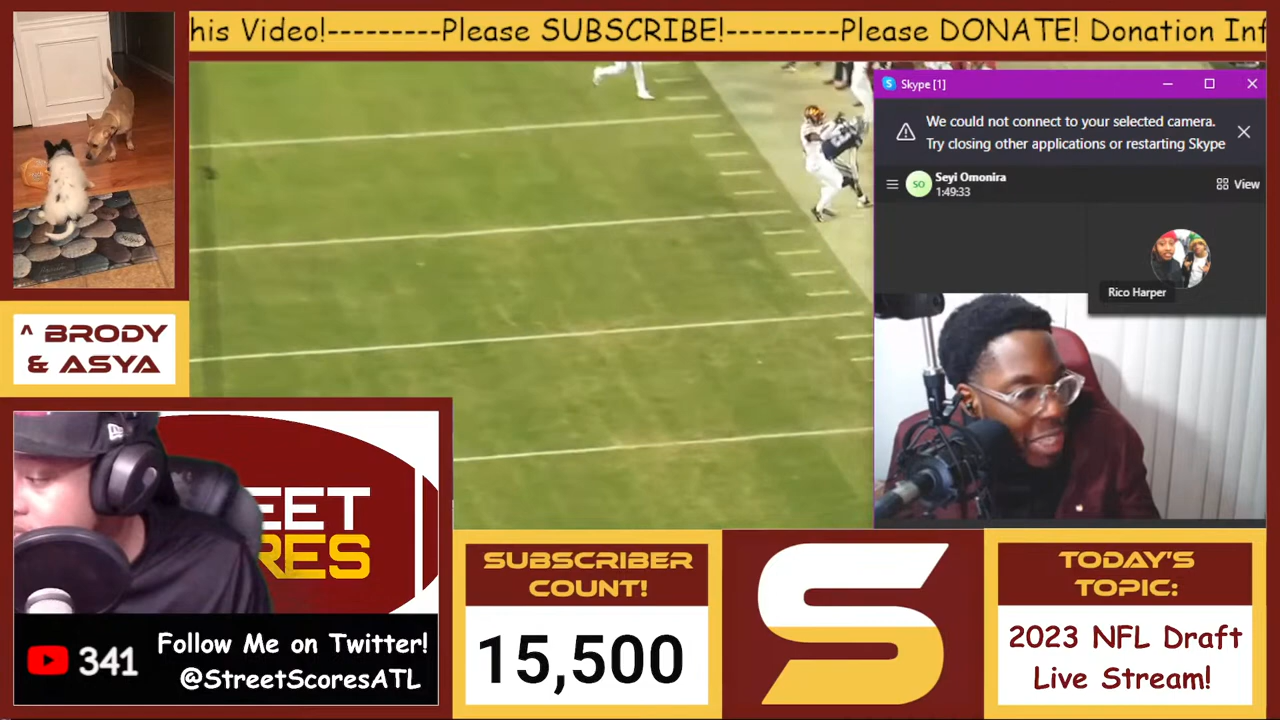 his Video!---------Please SUBSCRIBE!---------Please DONATE! Donation Inf
Skype [1]
We could not connect to your selected camera.
Try closing other applications or restarting Skype
SO
Seyi Omonira
1:49:33
View
Rico Harper
^ BRODY
& ASYA
EET
RES
341
Follow Me on Twitter!
@StreetScoresATL
SUBSCRIBER
COUNT!
15,500
S
TODAY'S
TOPIC:
2023 NFL Draft
Live Stream!